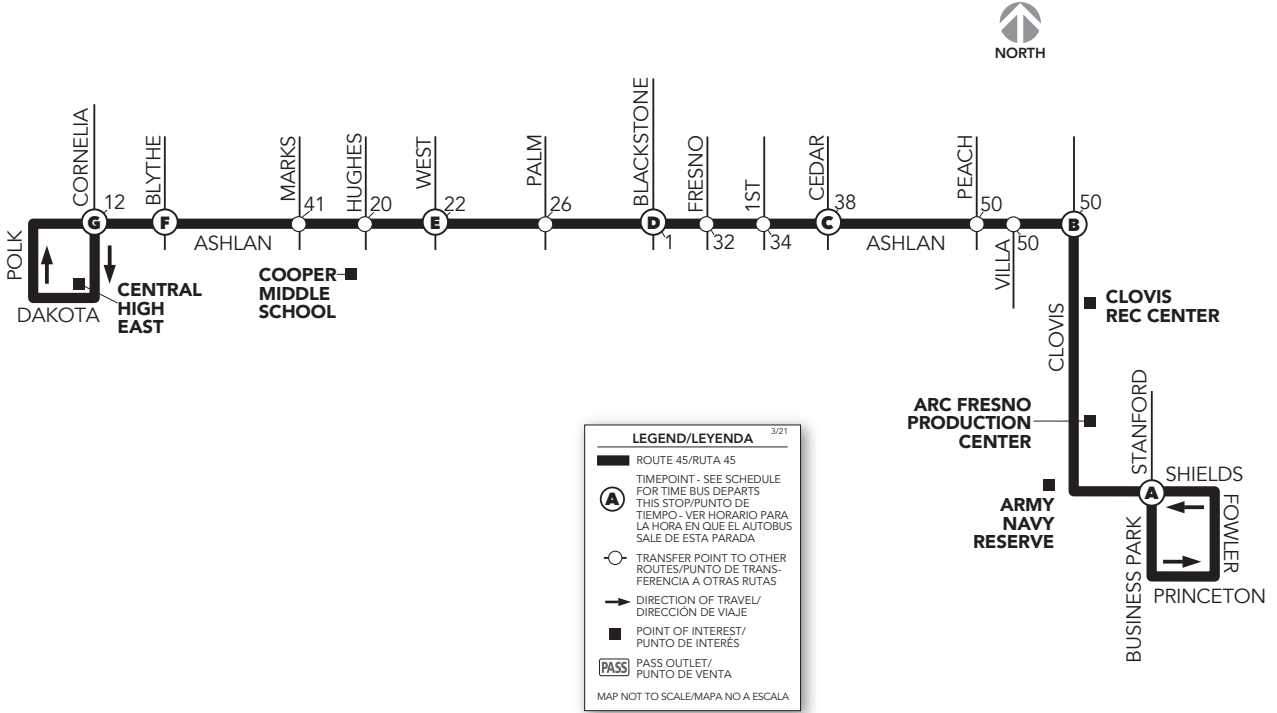 NORTH
CORNELIA
BLYTHE
MARKS
HUGHES
WEST
PALM
BLACKSTONE
FRESNO
1ST
CEDAR
PEACH
12
41
20
22
26
38
50
50
G
F
E
D
C
B
1
32
34
50
VILLA
POLK
ASHLAN
ASHLAN
DAKOTA
CENTRAL
HIGH
EAST
COOPER
MIDDLE
SCHOOL
CLOVIS
CLOVIS
REC CENTER
ARC FRESNO
PRODUCTION
CENTER
STANFORD
SHIELDS
A
ARMY
NAVY
RESERVE
FOWLER
BUSINESS PARK
PRINCETON
LEGEND/LEYENDA
3/21
ROUTE 45/RUTA 45
A
TIMEPOINT - SEE SCHEDULE
FOR TIME BUS DEPARTS
THIS STOP/PUNTO DE
TIEMPO - VER HORARIO PARA
LA HORA EN QUE EL AUTOBUS
SALE DE ESTA PARADA
TRANSFER POINT TO OTHER
ROUTES/PUNTO DE TRANS-
FERENCIA A OTRAS RUTAS
DIRECTION OF TRAVEL/
DIRECCIÓN DE VIAJE
POINT OF INTEREST/
PUNTO DE INTERÉS
PASS
PASS OUTLET/
PUNTO DE VENTA
MAP NOT TO SCALE/MAPA NO A ESCALA